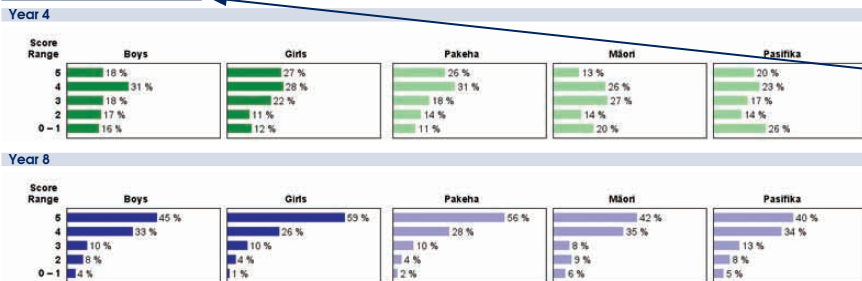 Year 4
Score
Range Boys Girls Pakeha Māori Pasifika
5 18 % 27 % 26 % 13 % 20 %
4 31 % 28 % 31 % 26 % 23 %
3 18 % 22 % 18 % 27 % 17 %
2 17 % 11 % 14 % 14 % 14 %
0 – 1 16 % 12 % 11 % 20 % 26 %
Year 8
Score
Range Boys Girls Pakeha Māori Pasifika
5 45 % 59 % 56 % 42 % 40 %
4 33 % 26 % 28 % 35 % 34 %
3 10 % 10 % 10 % 8 % 13 %
2 8 % 4 % 4 % 9 % 8 %
0 – 1 4 % 1 % 2 % 6 % 5 %